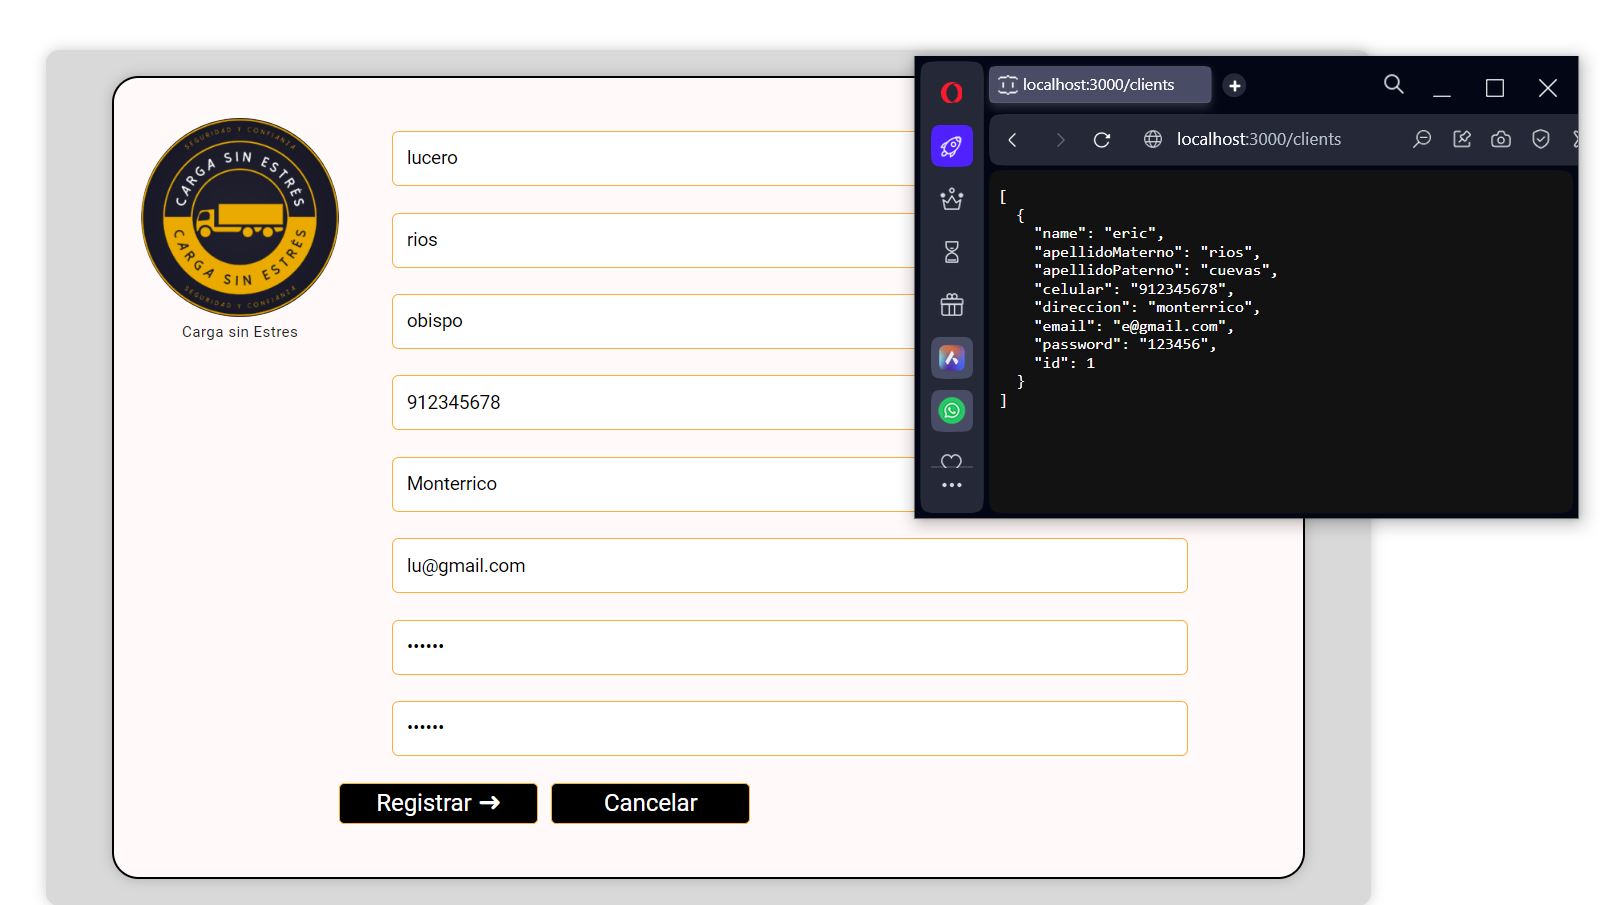 SEGURIDAD Y CONFIANZA
CARGA SIN ESTRÉS
CARGA SIN ESTRÉS
SEGURIDAD Y CONFIANZA
Carga sin Estres
lucero
rios
obispo
912345678
Monterrico
lu@gmail.com
••••••
••••••
Registrar ➜
Cancelar
localhost:3000/clients
localhost:3000/clients
[
{
"name": "eric",
"apellidoMaterno": "rios",
"apellidoPaterno": "cuevas",
"celular": "912345678",
"direccion": "monterrico",
"email": "e@gmail.com",
"password": "123456",
"id": 1
}
]